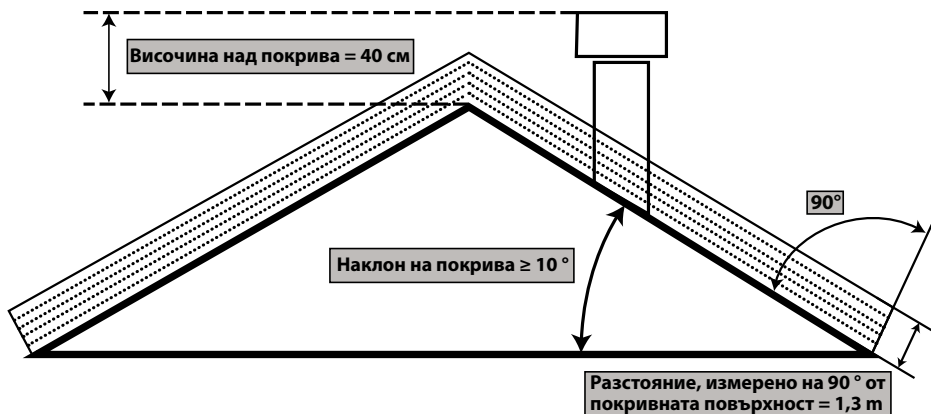 Височина над покрива = 40 см
90°
Наклон на покрива ≥ 10 °
Разстояние, измерено на 90 ° от
покривната повърхност = 1,3 m